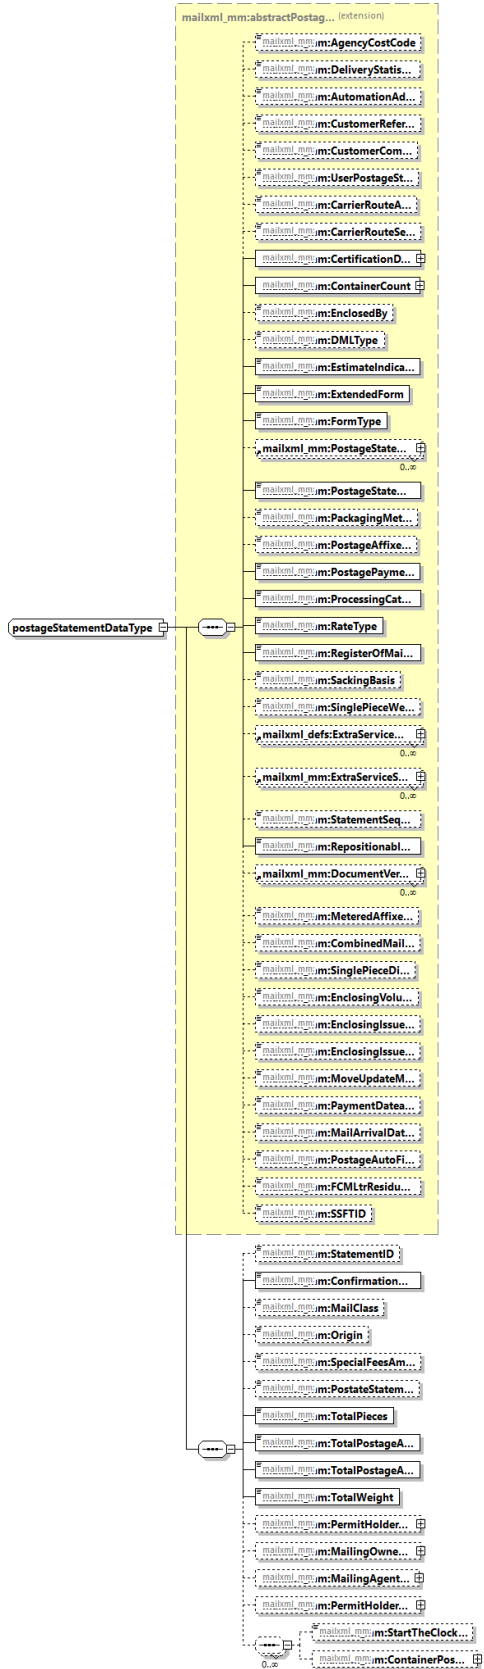 mailxml_mm:abstractPostag... (extension)
mailxml_mm:AgencyCostCode
mailxml_mm:DeliveryStatis...
mailxml_mm:AutomationAd...
mailxml_mm:CustomerRefer...
mailxml_mm:CustomerCom...
mailxml_mm:UserPostageSt...
mailxml_mm:CarrierRouteA...
mailxml_mm:CarrierRouteSe...
mailxml_mm:CertificationD...
mailxml_mm:ContainerCount
mailxml_mm:EnclosedBy
mailxml_mm:DMLType
mailxml_mm:EstimateIndica...
mailxml_mm:ExtendedForm
mailxml_mm:FormType
mailxml_mm:PostageState...
0..∞
mailxml_mm:PostageState...
mailxml_mm:PackagingMet...
mailxml_mm:PostageAffixe...
mailxml_mm:PostagePayme...
mailxml_mm:ProcessingCat...
postageStatementDataType
mailxml_mm:RateType
mailxml_mm:RegisterOfMai...
mailxml_mm:SackingBasis
mailxml_mm:SinglePieceWe...
mailxml_defs:ExtraService...
0..∞
mailxml_mm:ExtraServiceS...
0..∞
mailxml_mm:StatementSeq...
mailxml_mm:Repositionabl...
mailxml_mm:DocumentVer...
0..∞
mailxml_mm:MeteredAffixe...
mailxml_mm:CombinedMail...
mailxml_mm:SinglePieceDi...
mailxml_mm:EnclosingVolu...
mailxml_mm:EnclosingIssue...
mailxml_mm:EnclosingIssue...
mailxml_mm:MoveUpdateM...
mailxml_mm:PaymentDatea...
mailxml_mm:MailArrivalDat...
mailxml_mm:PostageAutoFi...
mailxml_mm:FCMLtrResidu...
mailxml_mm:SSFTID
mailxml_mm:StatementID
mailxml_mm:Confirmation...
mailxml_mm:MailClass
mailxml_mm:Origin
mailxml_mm:SpecialFeesAm...
mailxml_mm:PostateStatem...
mailxml_mm:TotalPieces
mailxml_mm:TotalPostageA...
mailxml_mm:TotalPostageA...
mailxml_mm:TotalWeight
mailxml_mm:PermitHolder...
mailxml_mm:MailingOwne...
mailxml_mm:MailingAgent...
mailxml_mm:PermitHolder...
mailxml_mm:StartTheClock...
mailxml_mm:ContainerPos...
0..∞